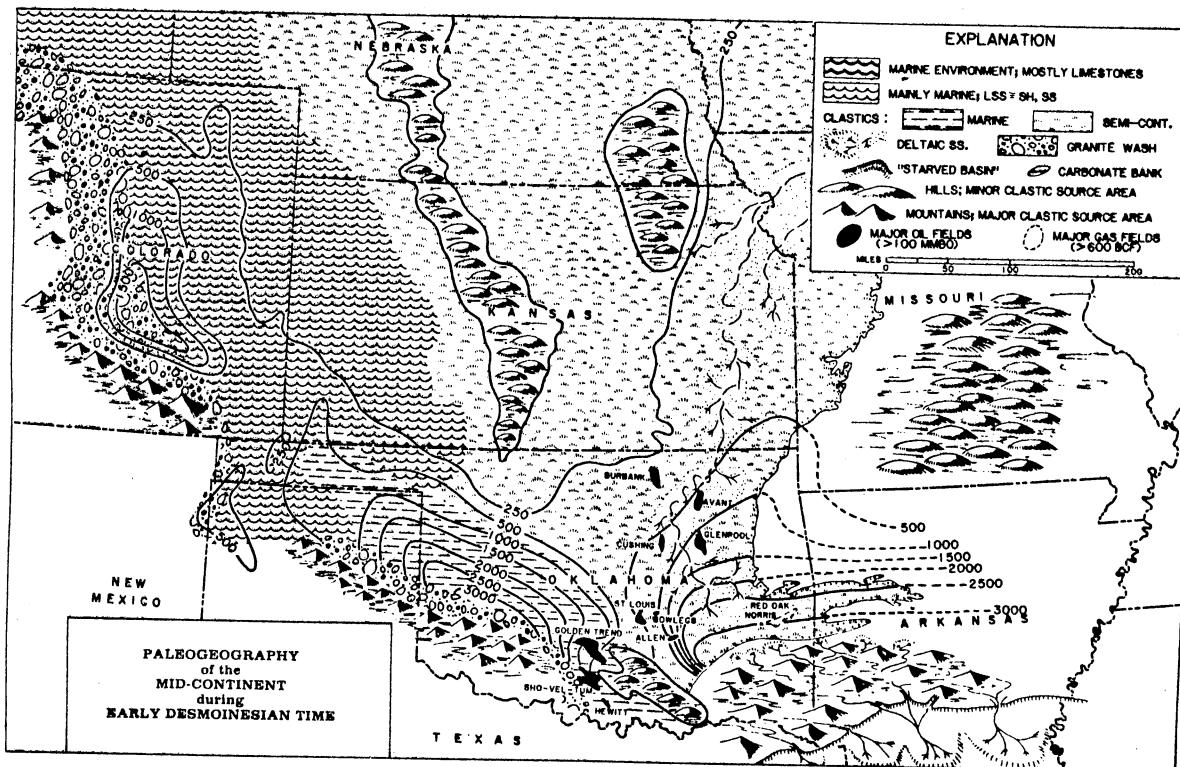 EXPLANATION
MARINE ENVIRONMENT; MOSTLY LIMESTONES
MAINLY MARINE; LSS ≅ SH, SS
CLASTICS :
MARINE
SEMI-CONT.
DELTAIC SS.
GRANITE WASH
"STARVED BASIN"
CARBONATE BANK
HILLS; MINOR CLASTIC SOURCE AREA
MOUNTAINS; MAJOR CLASTIC SOURCE AREA
MAJOR OIL FIELDS
(>100 MMBO)
MAJOR GAS FIELDS
(>600 BCF)
MILES
0
100
200
NEBRASKA
250
250
500
1000
COLORADO
500
KANSAS
MISSOURI
250
BURBANK
AVANT
500
250
500
1000
1500
2000
2500
3000
CUSHING
GLENPOOL
500
1000
1500
2000
2500
3000
OKLAHOMA
NEW
MEXICO
ST LOUIS
BOWLEGS
ALLEN
RED OAK
NORRIS
ARKANSAS
GOLDEN TREND
SHO-VEL-TUM
HEWITT
TEXAS
PALEOGEOGRAPHY
of the
MID-CONTINENT
during
EARLY DESMOINESIAN TIME